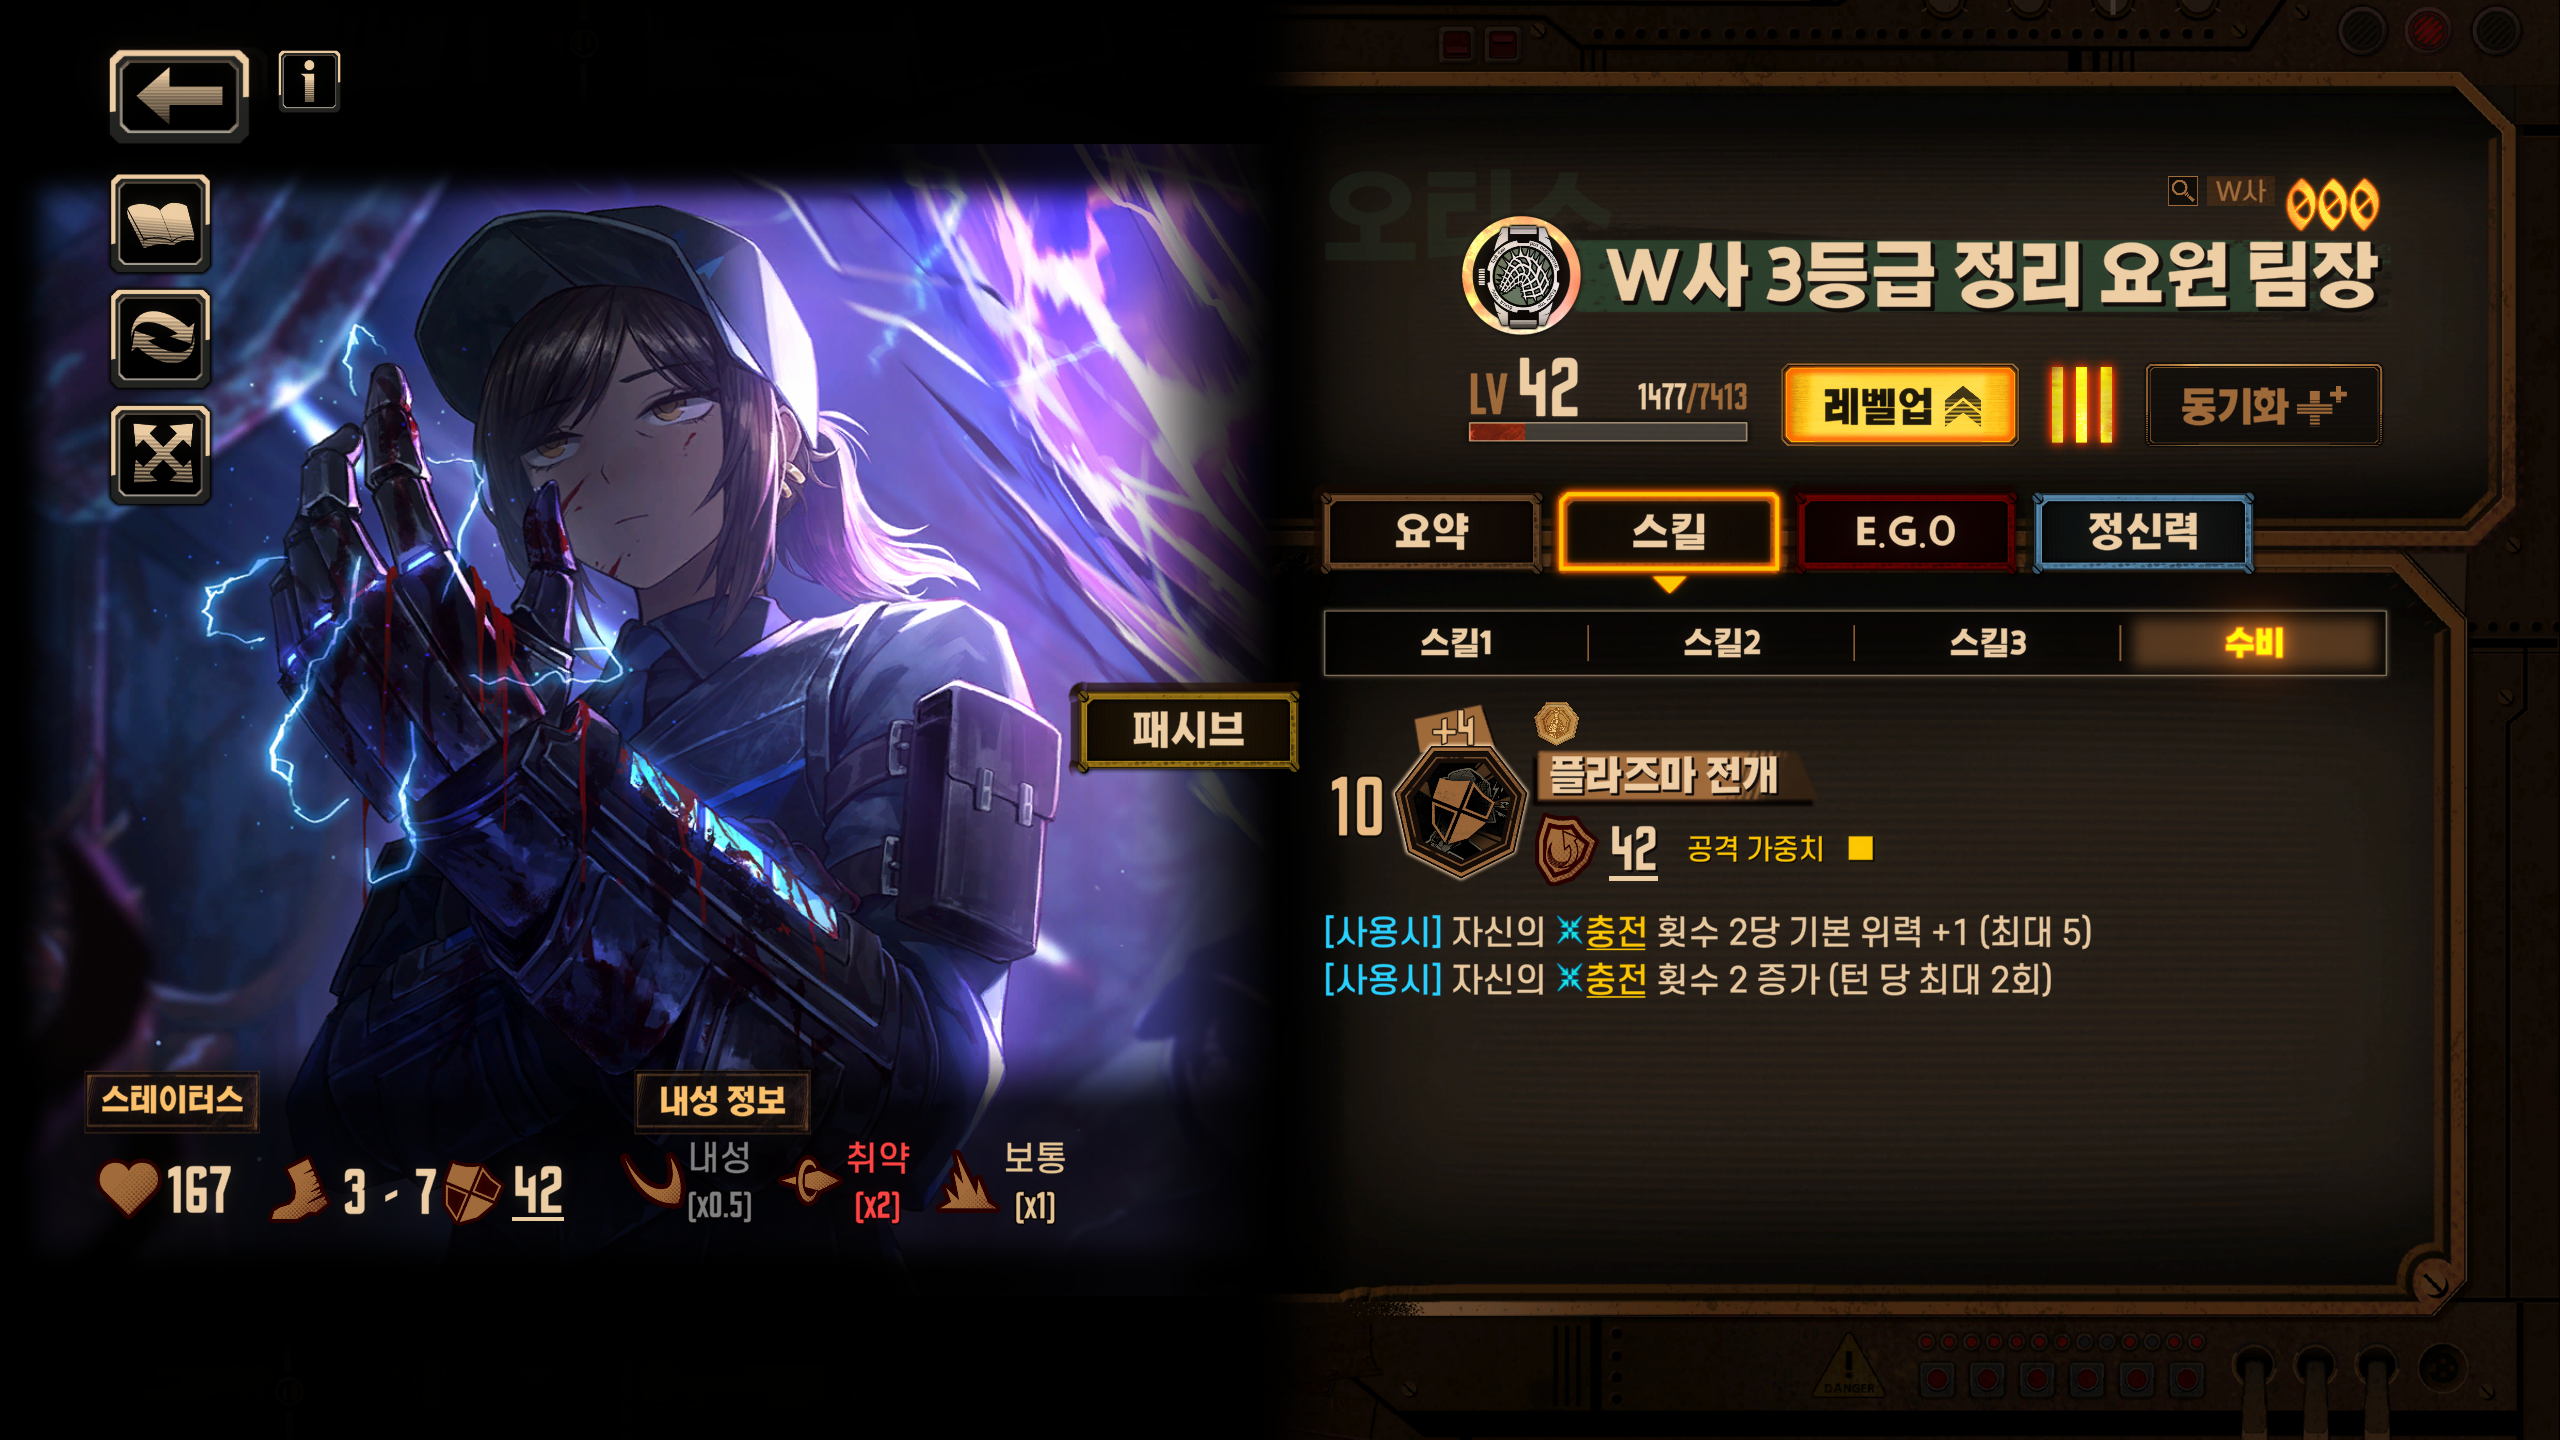 오티스
W사
W사 3등급 정리 요원 팀장
LV 42
1477/7413
레벨업
동기화
요약
스킬
E.G.O
정신력
스킬1
스킬2
스킬3
수비
패시브
+4
10
플라즈마 전개
42
공격 가중치
[사용시] 자신의 충전 횟수 2당 기본 위력 +1 (최대 5)
[사용시] 자신의 충전 횟수 2 증가 (턴 당 최대 2회)
스테이터스
167
3 - 7
42
내성 정보
내성
[x0.5]
취약
[x2]
보통
[x1]
DANGER